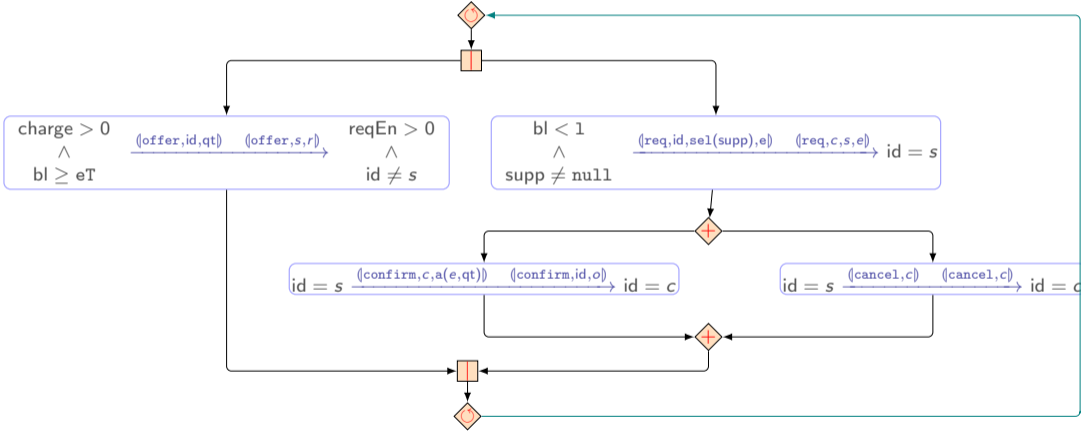 charge > 0 ⦇offer,id,qt⦈ ⦇offer,s,r⦈ reqEn > 0
∧ ∧
bl ≥ eT id ≠ s
bl < 1 ⦇req,id,sel(supp),e⦈ ⦇req,c,s,e⦈
∧ id = s
supp ≠ null
+
⦇confirm,c,a(e,qt)⦈ ⦇confirm,id,o⦈
id = s id = c
⦇cancel,c⦈ ⦇cancel,c⦈
id = s id = c
+